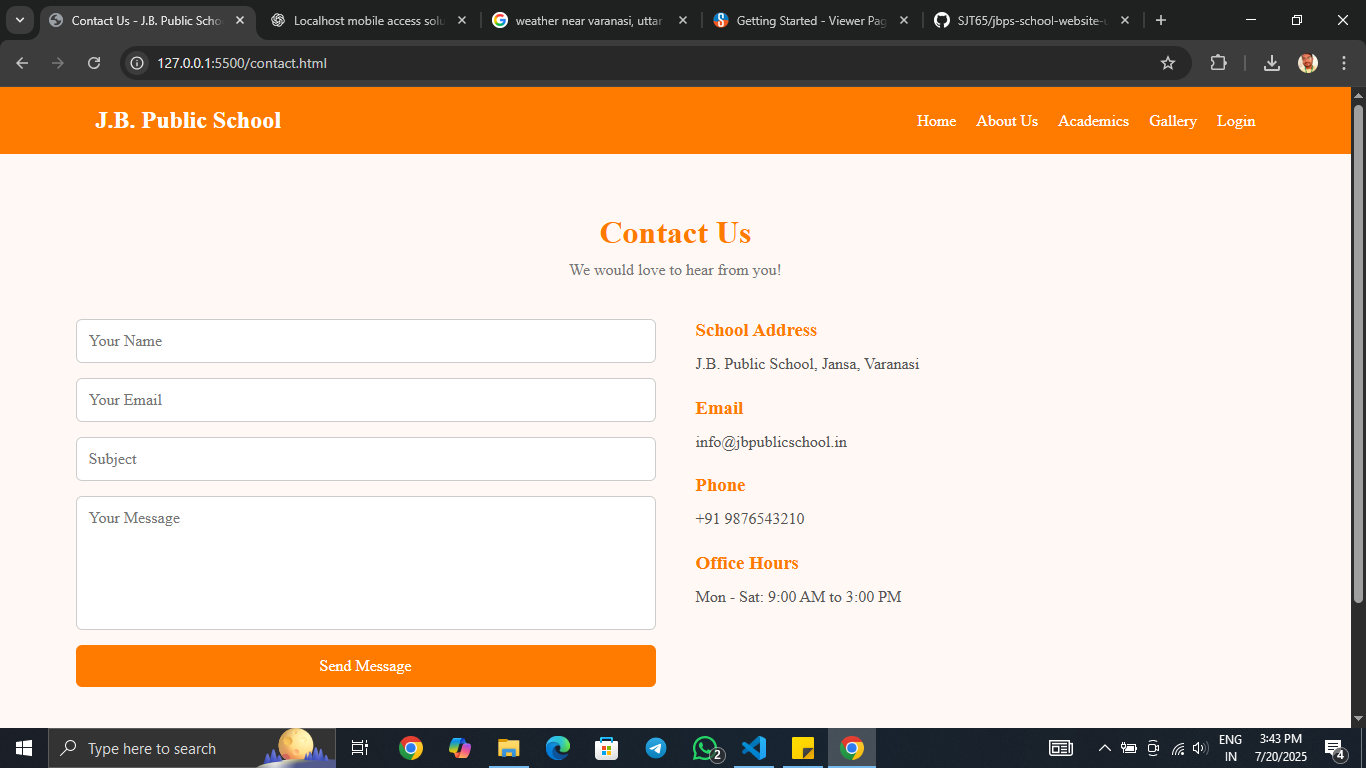 Contact Us - J.B. Public Scho
Localhost mobile access solu
weather near varanasi, uttar
Getting Started - Viewer Pag
SJT65/jbps-school-website-u
127.0.0.1:5500/contact.html
J.B. Public School
Home
About Us
Academics
Gallery
Login
Contact Us
We would love to hear from you!
Your Name
Your Email
Subject
Your Message
Send Message
School Address
J.B. Public School, Jansa, Varanasi
Email
info@jbpublicschool.in
Phone
+91 9876543210
Office Hours
Mon - Sat: 9:00 AM to 3:00 PM
Type here to search
2
ENG
IN
3:43 PM
7/20/2025
4